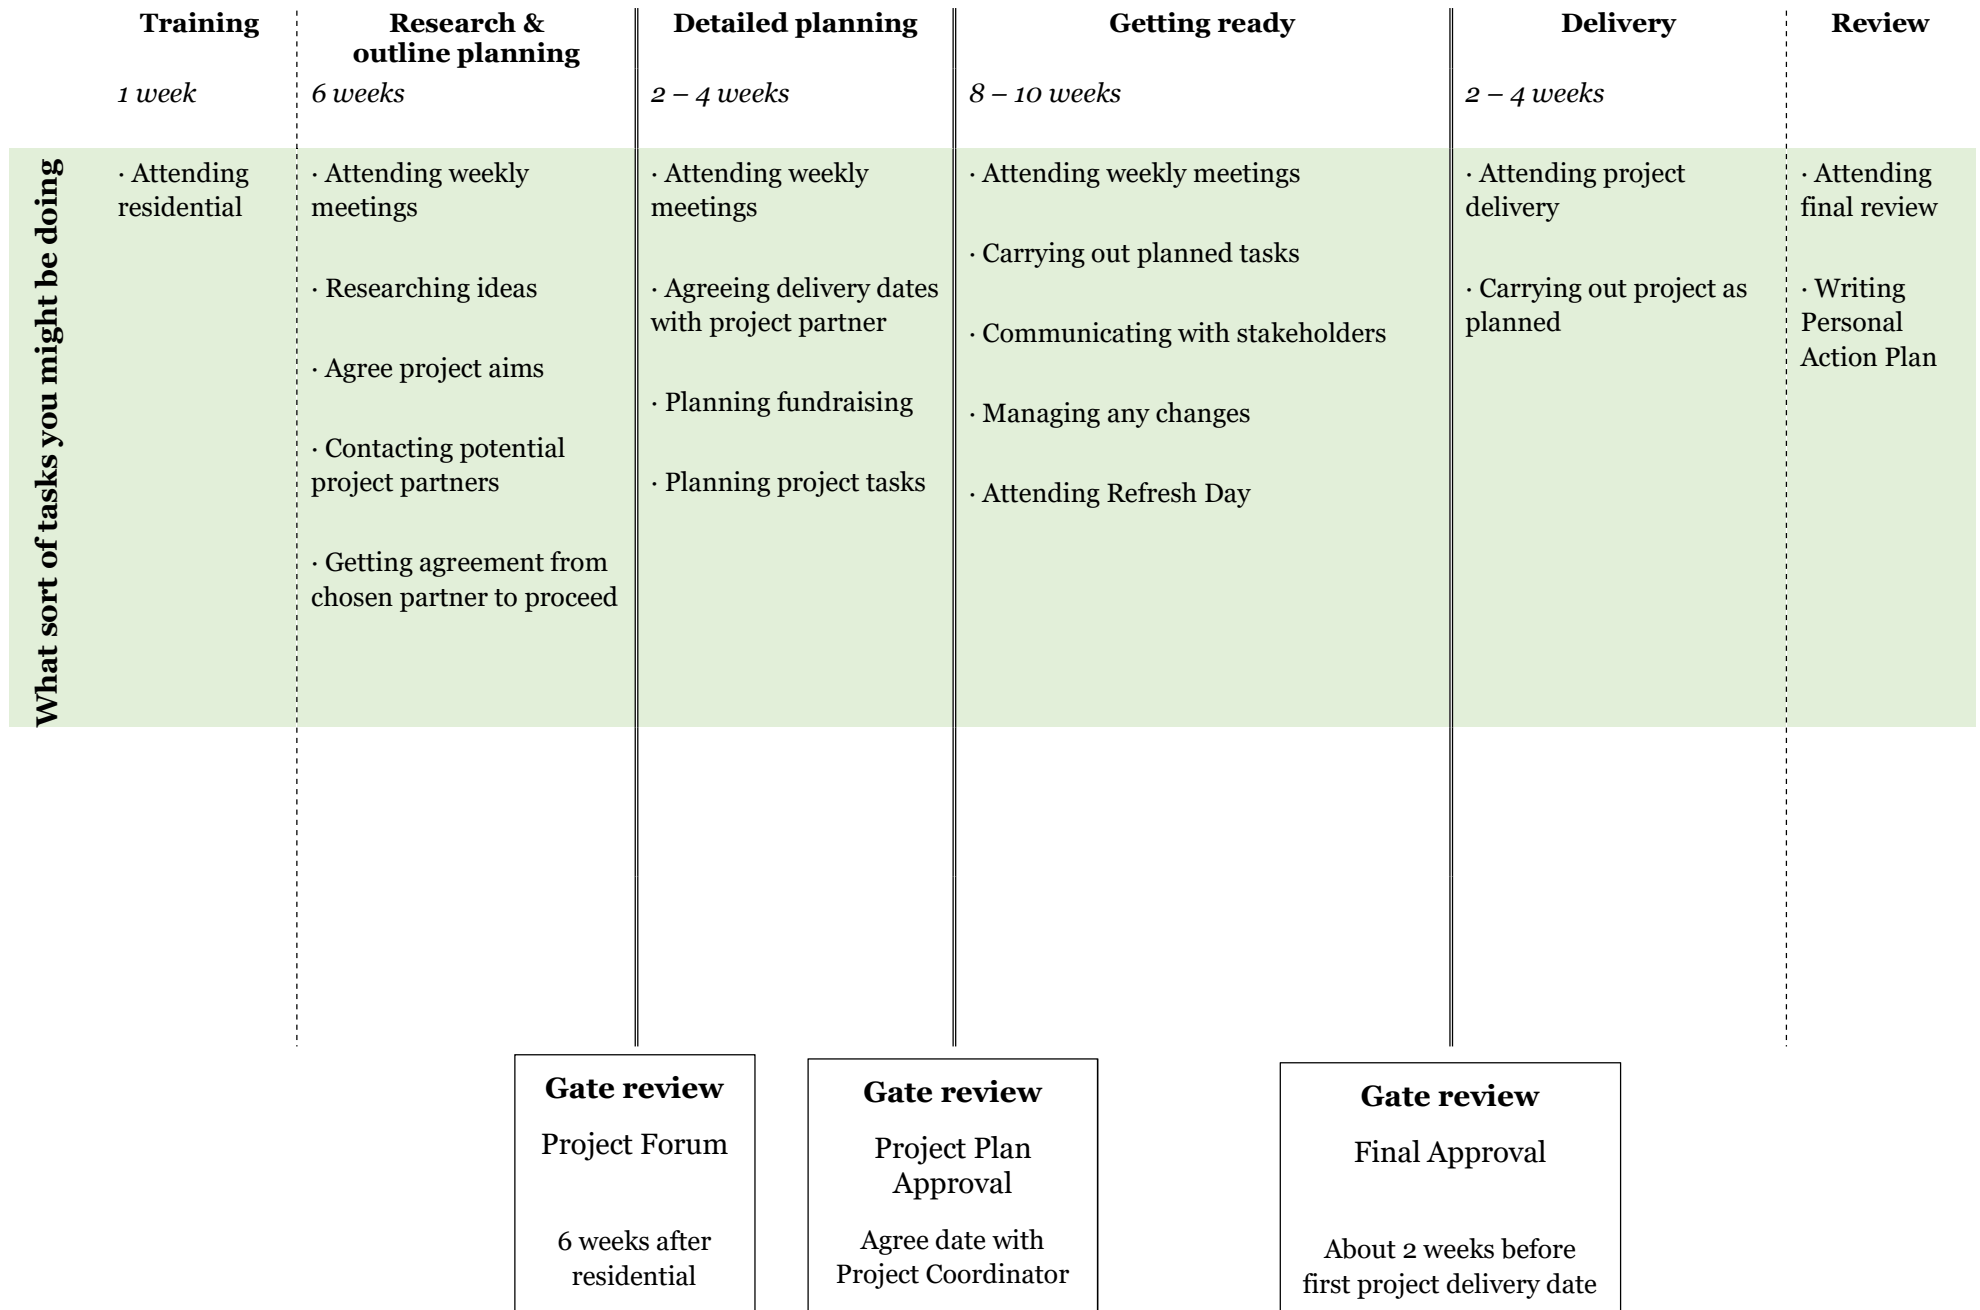 Training
1 week
Research &
outline planning
6 weeks
Detailed planning
2 – 4 weeks
Getting ready
8 – 10 weeks
Delivery
2 – 4 weeks
Review
What sort of tasks you might be doing
· Attending
residential
· Attending weekly
meetings
· Researching ideas
· Agree project aims
· Contacting potential
project partners
· Getting agreement from
chosen partner to proceed
· Attending weekly
meetings
· Agreeing delivery dates
with project partner
· Planning fundraising
· Planning project tasks
· Attending weekly meetings
· Carrying out planned tasks
· Communicating with stakeholders
· Managing any changes
· Attending Refresh Day
· Attending project
delivery
· Carrying out project as
planned
· Attending
final review
· Writing
Personal
Action Plan
Gate review
Project Forum
6 weeks after
residential
Gate review
Project Plan
Approval
Agree date with
Project Coordinator
Gate review
Final Approval
About 2 weeks before
first project delivery date